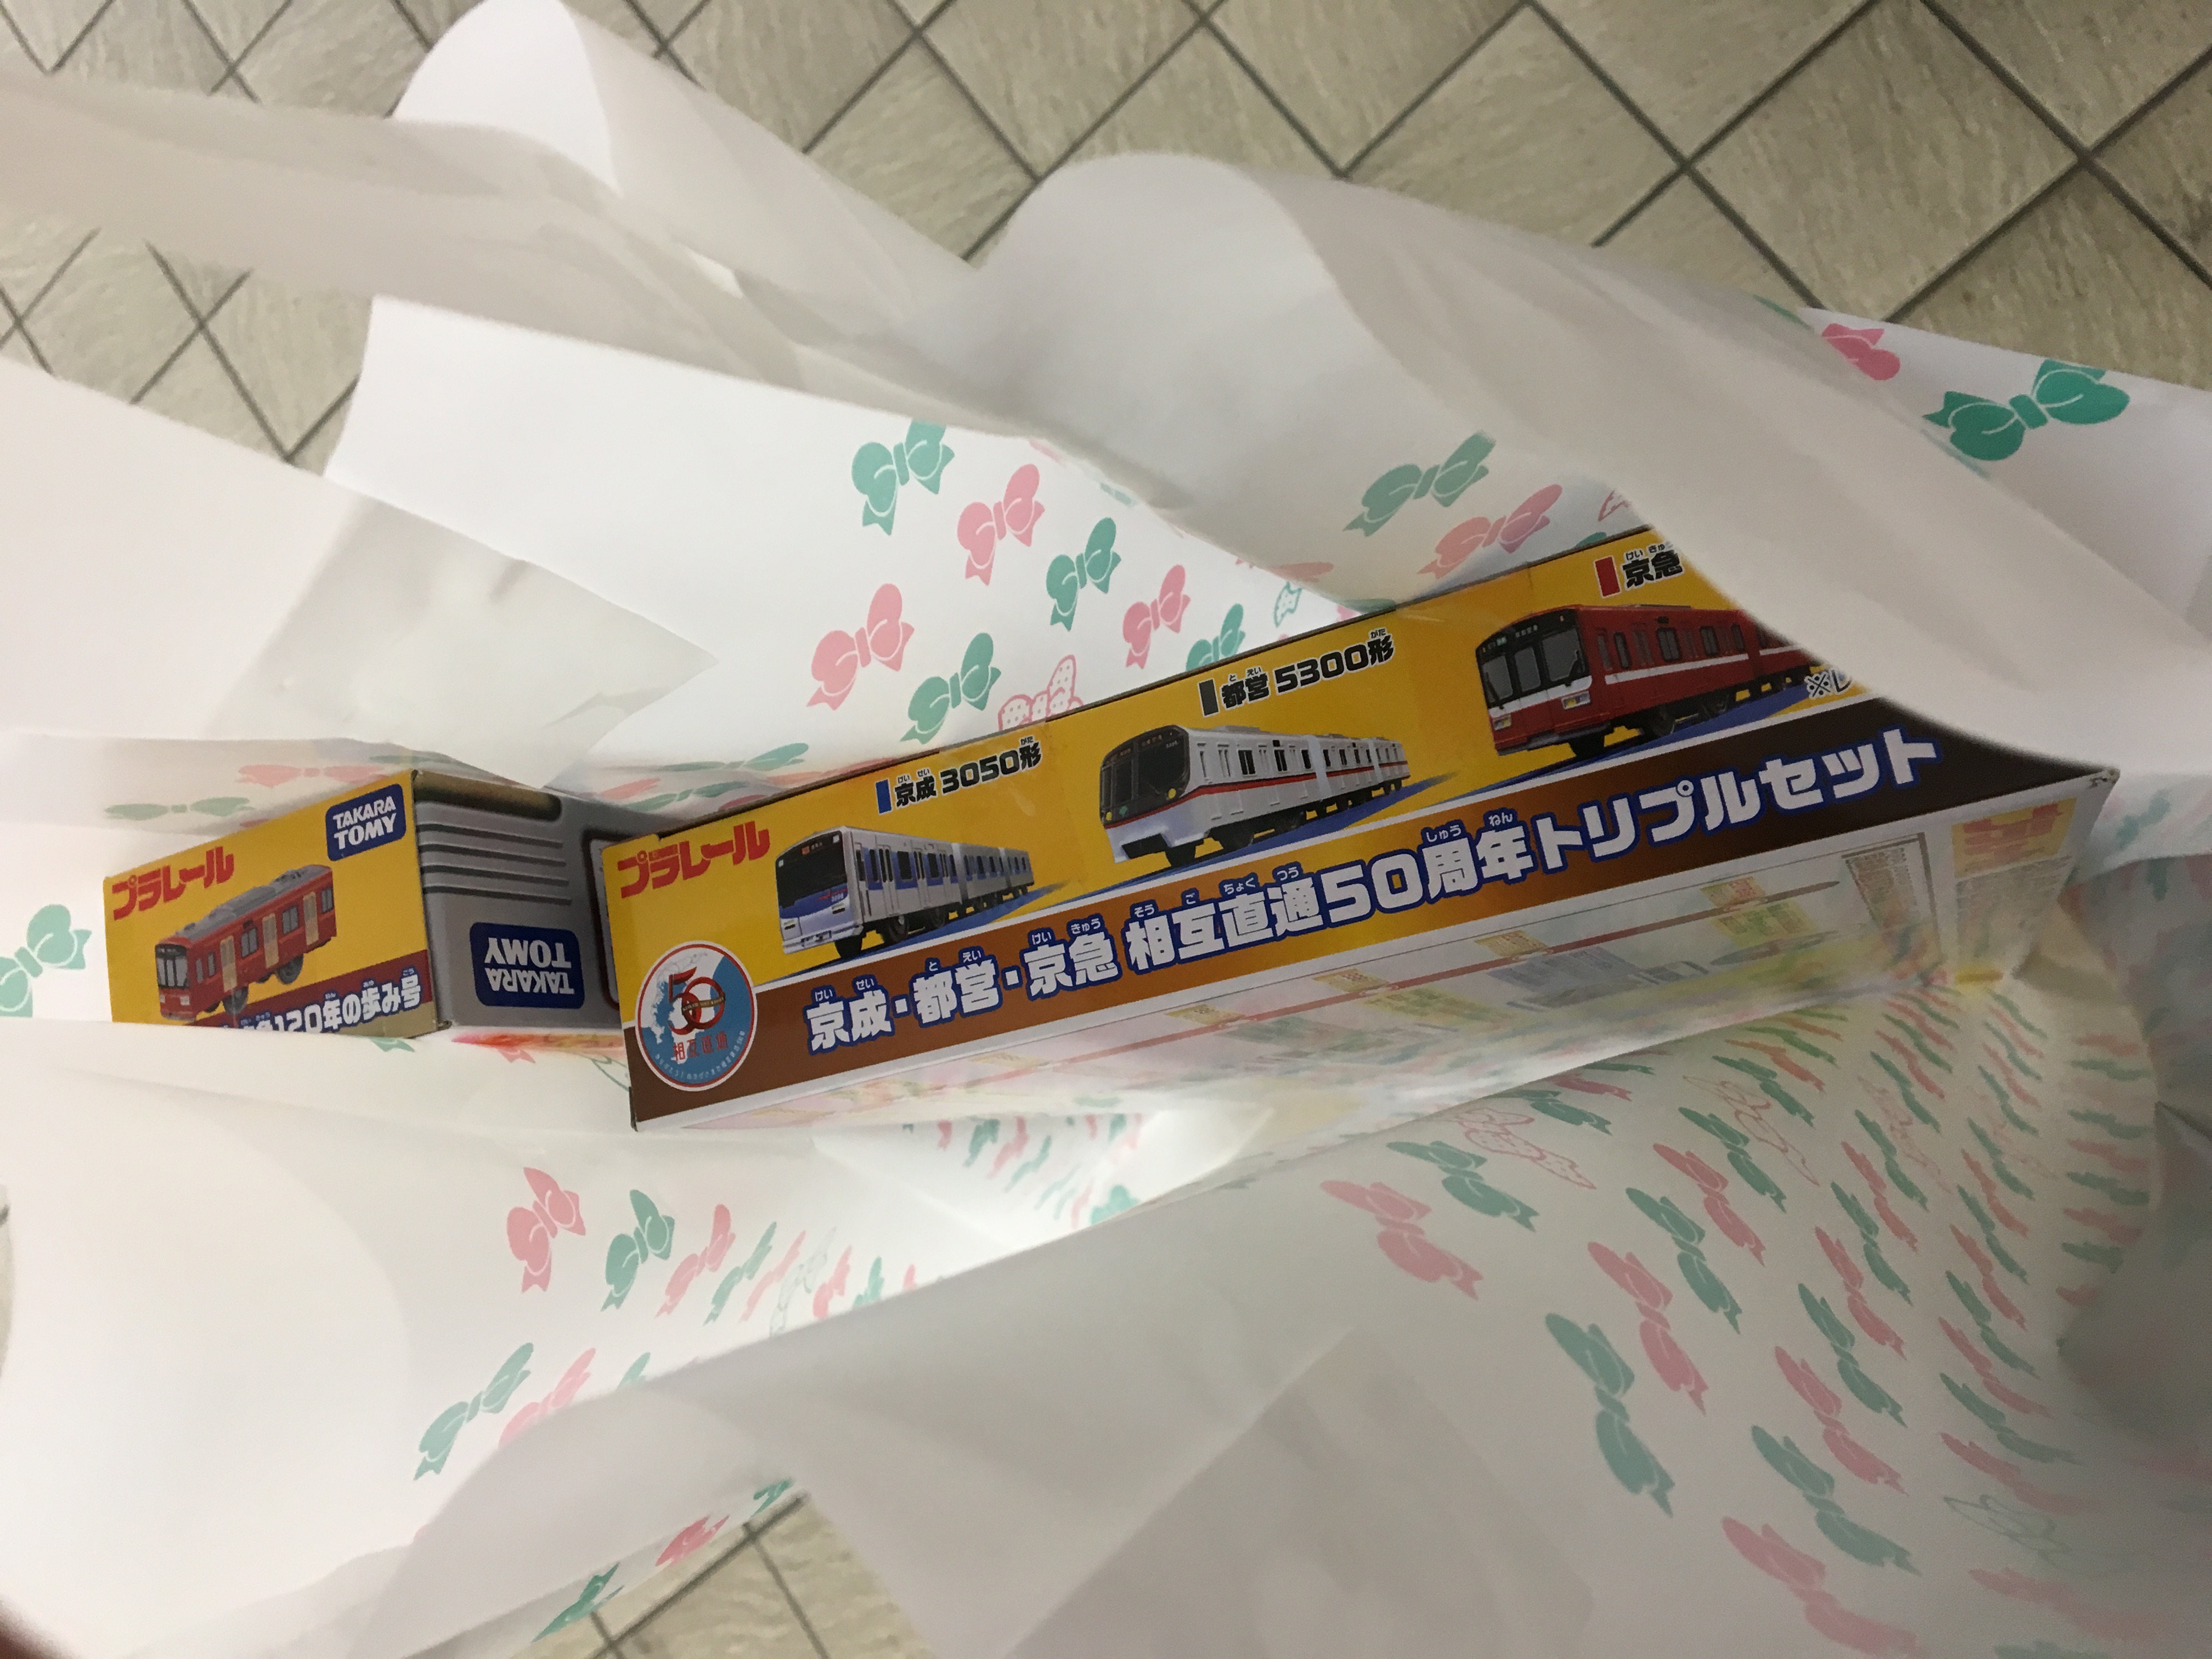 プラレール
TAKARA
TOMY
120年の歩み号
TAKARA
TOMY
プラレール
京成 3050形
都営 5300形
京急
京成・都営・京急 相互直通50周年トリプルセット
50
相互直通